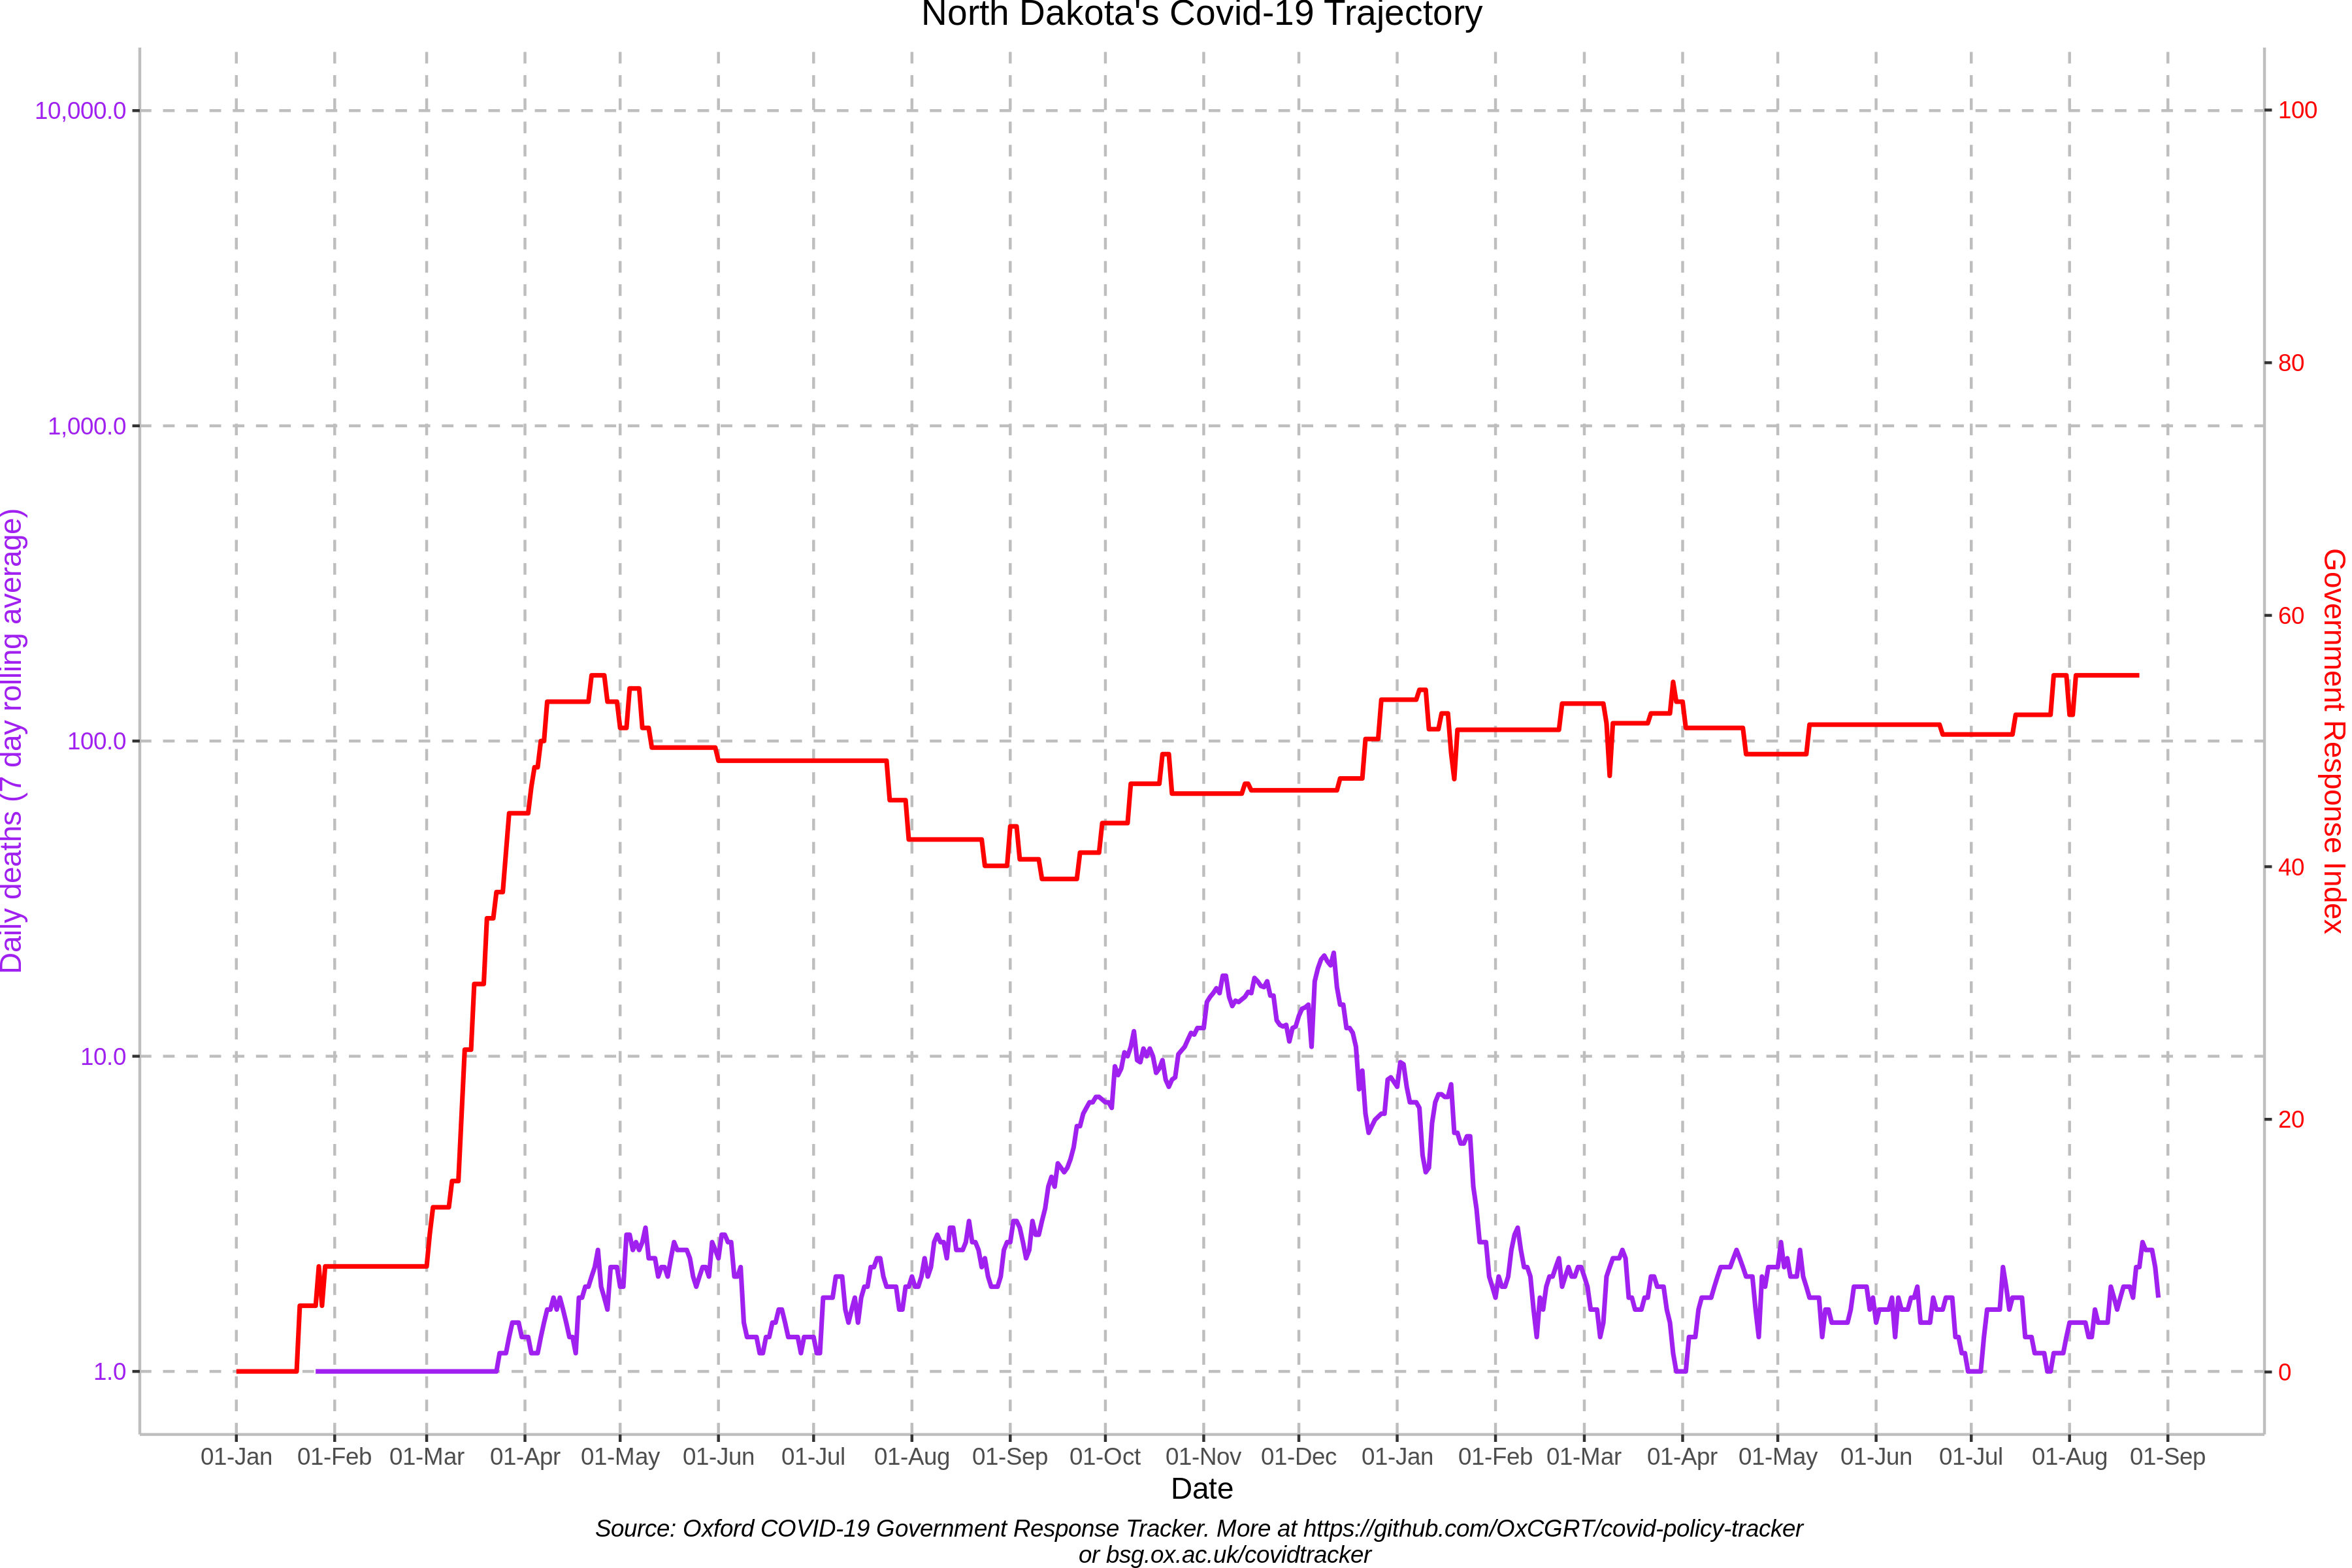 North Dakota's Covid-19 Trajectory
10,000.0
1,000.0
100.0
10.0
1.0
Daily deaths (7 day rolling average)
100
80
60
40
20
0
Government Response Index
01-Jan 01-Feb 01-Mar 01-Apr 01-May 01-Jun 01-Jul 01-Aug 01-Sep 01-Oct 01-Nov 01-Dec 01-Jan 01-Feb 01-Mar 01-Apr 01-May 01-Jun 01-Jul 01-Aug 01-Sep
Date
Source: Oxford COVID-19 Government Response Tracker. More at https://github.com/OxCGRT/covid-policy-tracker
or bsg.ox.ac.uk/covidtracker